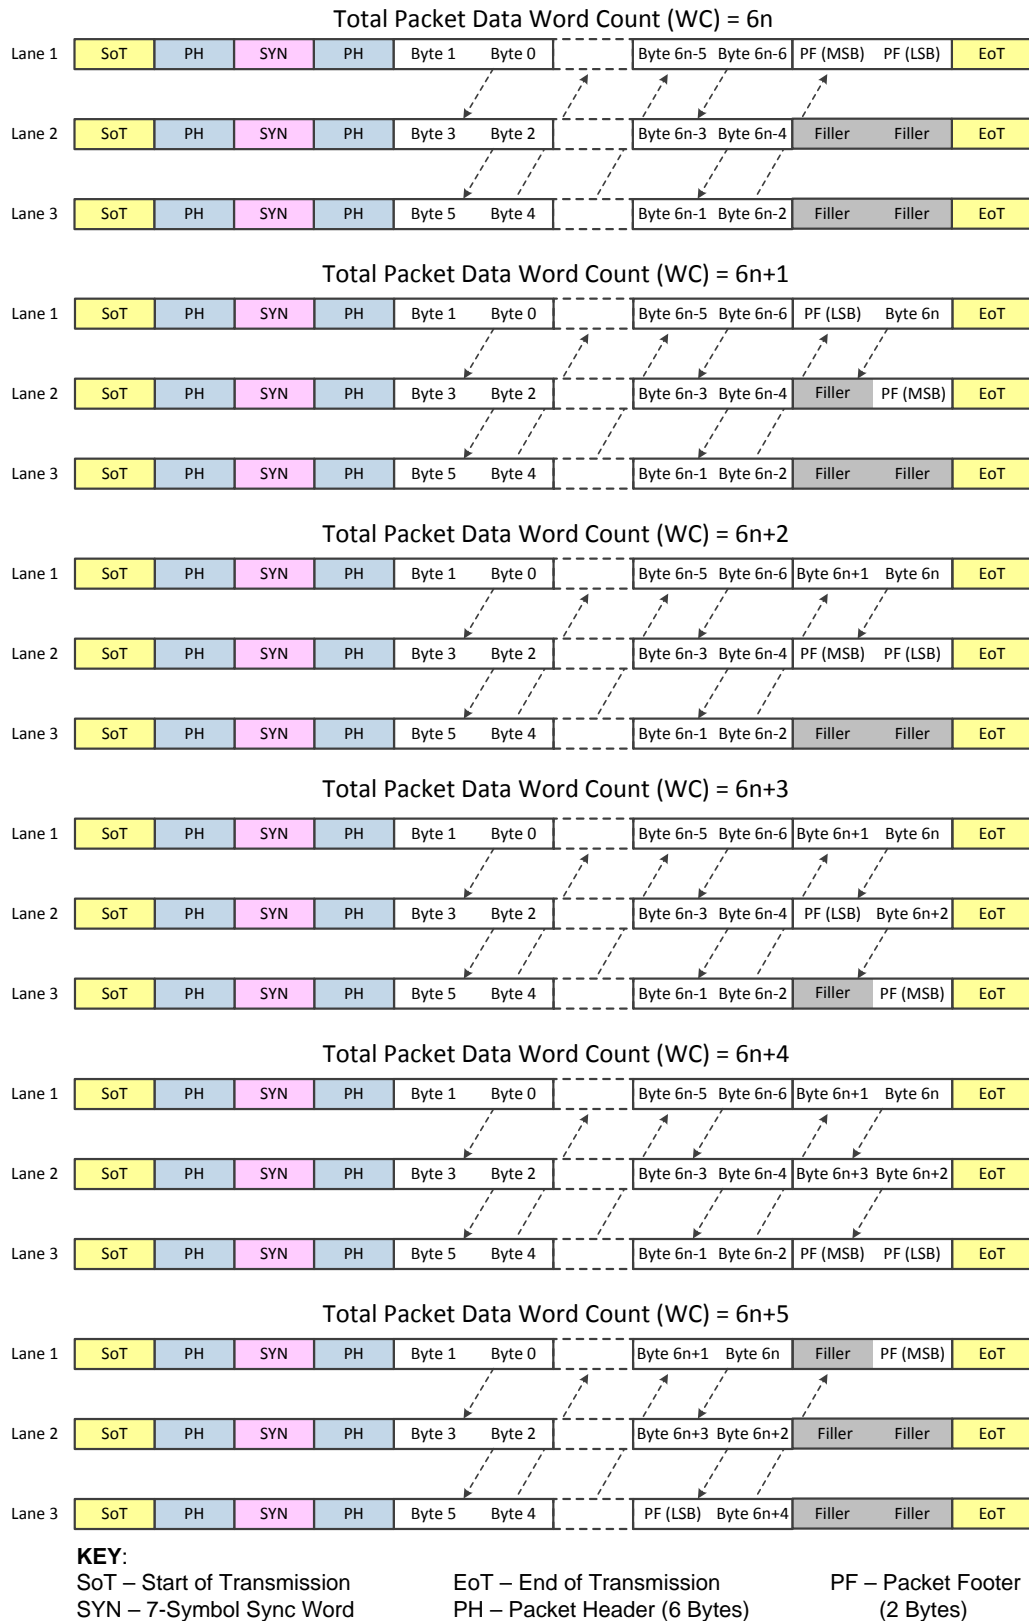 Total Packet Data Word Count (WC) = 6n
Lane 1 SoT PH SYN PH Byte 1 Byte 0 Byte 6n-5 Byte 6n-6 PF (MSB) PF (LSB) EoT
Lane 2 SoT PH SYN PH Byte 3 Byte 2 Byte 6n-3 Byte 6n-4 Filler Filler EoT
Lane 3 SoT PH SYN PH Byte 5 Byte 4 Byte 6n-1 Byte 6n-2 Filler Filler EoT
Total Packet Data Word Count (WC) = 6n+1
Lane 1 SoT PH SYN PH Byte 1 Byte 0 Byte 6n-5 Byte 6n-6 PF (LSB) Byte 6n EoT
Lane 2 SoT PH SYN PH Byte 3 Byte 2 Byte 6n-3 Byte 6n-4 Filler PF (MSB) EoT
Lane 3 SoT PH SYN PH Byte 5 Byte 4 Byte 6n-1 Byte 6n-2 Filler Filler EoT
Total Packet Data Word Count (WC) = 6n+2
Lane 1 SoT PH SYN PH Byte 1 Byte 0 Byte 6n-5 Byte 6n-6 Byte 6n+1 Byte 6n EoT
Lane 2 SoT PH SYN PH Byte 3 Byte 2 Byte 6n-3 Byte 6n-4 PF (MSB) PF (LSB) EoT
Lane 3 SoT PH SYN PH Byte 5 Byte 4 Byte 6n-1 Byte 6n-2 Filler Filler EoT
Total Packet Data Word Count (WC) = 6n+3
Lane 1 SoT PH SYN PH Byte 1 Byte 0 Byte 6n-5 Byte 6n-6 Byte 6n+1 Byte 6n EoT
Lane 2 SoT PH SYN PH Byte 3 Byte 2 Byte 6n-3 Byte 6n-4 PF (LSB) Byte 6n+2 EoT
Lane 3 SoT PH SYN PH Byte 5 Byte 4 Byte 6n-1 Byte 6n-2 Filler PF (MSB) EoT
Total Packet Data Word Count (WC) = 6n+4
Lane 1 SoT PH SYN PH Byte 1 Byte 0 Byte 6n-5 Byte 6n-6 Byte 6n+1 Byte 6n EoT
Lane 2 SoT PH SYN PH Byte 3 Byte 2 Byte 6n-3 Byte 6n-4 Byte 6n+3 Byte 6n+2 EoT
Lane 3 SoT PH SYN PH Byte 5 Byte 4 Byte 6n-1 Byte 6n-2 PF (MSB) PF (LSB) EoT
Total Packet Data Word Count (WC) = 6n+5
Lane 1 SoT PH SYN PH Byte 1 Byte 0 Byte 6n+1 Byte 6n Filler PF (MSB) EoT
Lane 2 SoT PH SYN PH Byte 3 Byte 2 Byte 6n+3 Byte 6n+2 Filler Filler EoT
Lane 3 SoT PH SYN PH Byte 5 Byte 4 PF (LSB) Byte 6n+4 Filler Filler EoT
KEY:
SoT – Start of Transmission EoT – End of Transmission PF – Packet Footer
SYN – 7-Symbol Sync Word PH – Packet Header (6 Bytes) (2 Bytes)